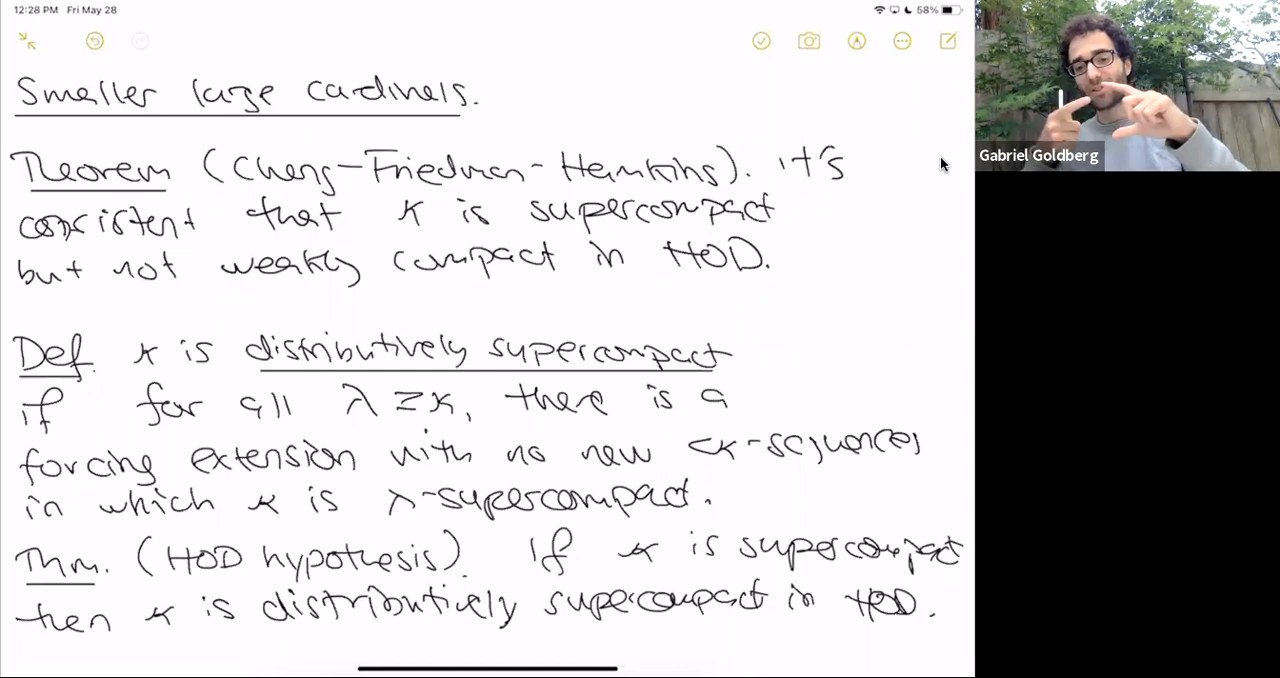 12:28 PM Fri May 28
58%
Smaller large cardinals.
Theorem (Cheng-Friedman-Hamkins). It's
consistent that κ is supercompact
but not weakly compact in HOD.
Def. κ is distributively supercompact
if for all λ ≥ κ, there is a
forcing extension with no new <κ-sequences
in which κ is λ-supercompact.
Thm. (HOD hypothesis). If κ is supercompact
then κ is distributively supercompact in HOD.
Gabriel Goldberg